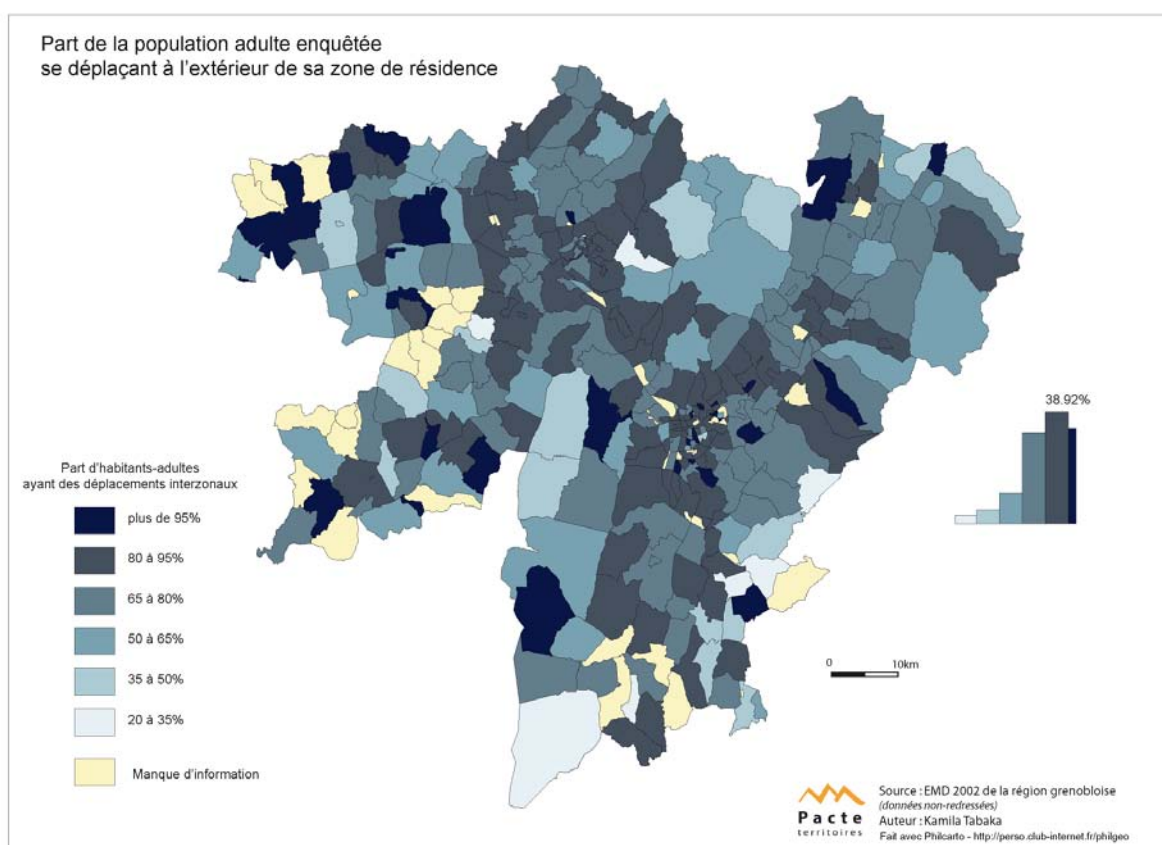 Part de la population adulte enquêtée
se déplaçant à l'extérieur de sa zone de résidence
38.92%
Part d'habitants-adultes
ayant des déplacements interzonaux
plus de 95%
80 à 95%
65 à 80%
50 à 65%
35 à 50%
20 à 35%
Manque d'information
0 10km
Pacte
territoires
Source : EMD 2002 de la région grenobloise
(données non-redressées)
Auteur : Kamila Tabaka
Fait avec Philcarto - http://perso.club-internet.fr/philgeo